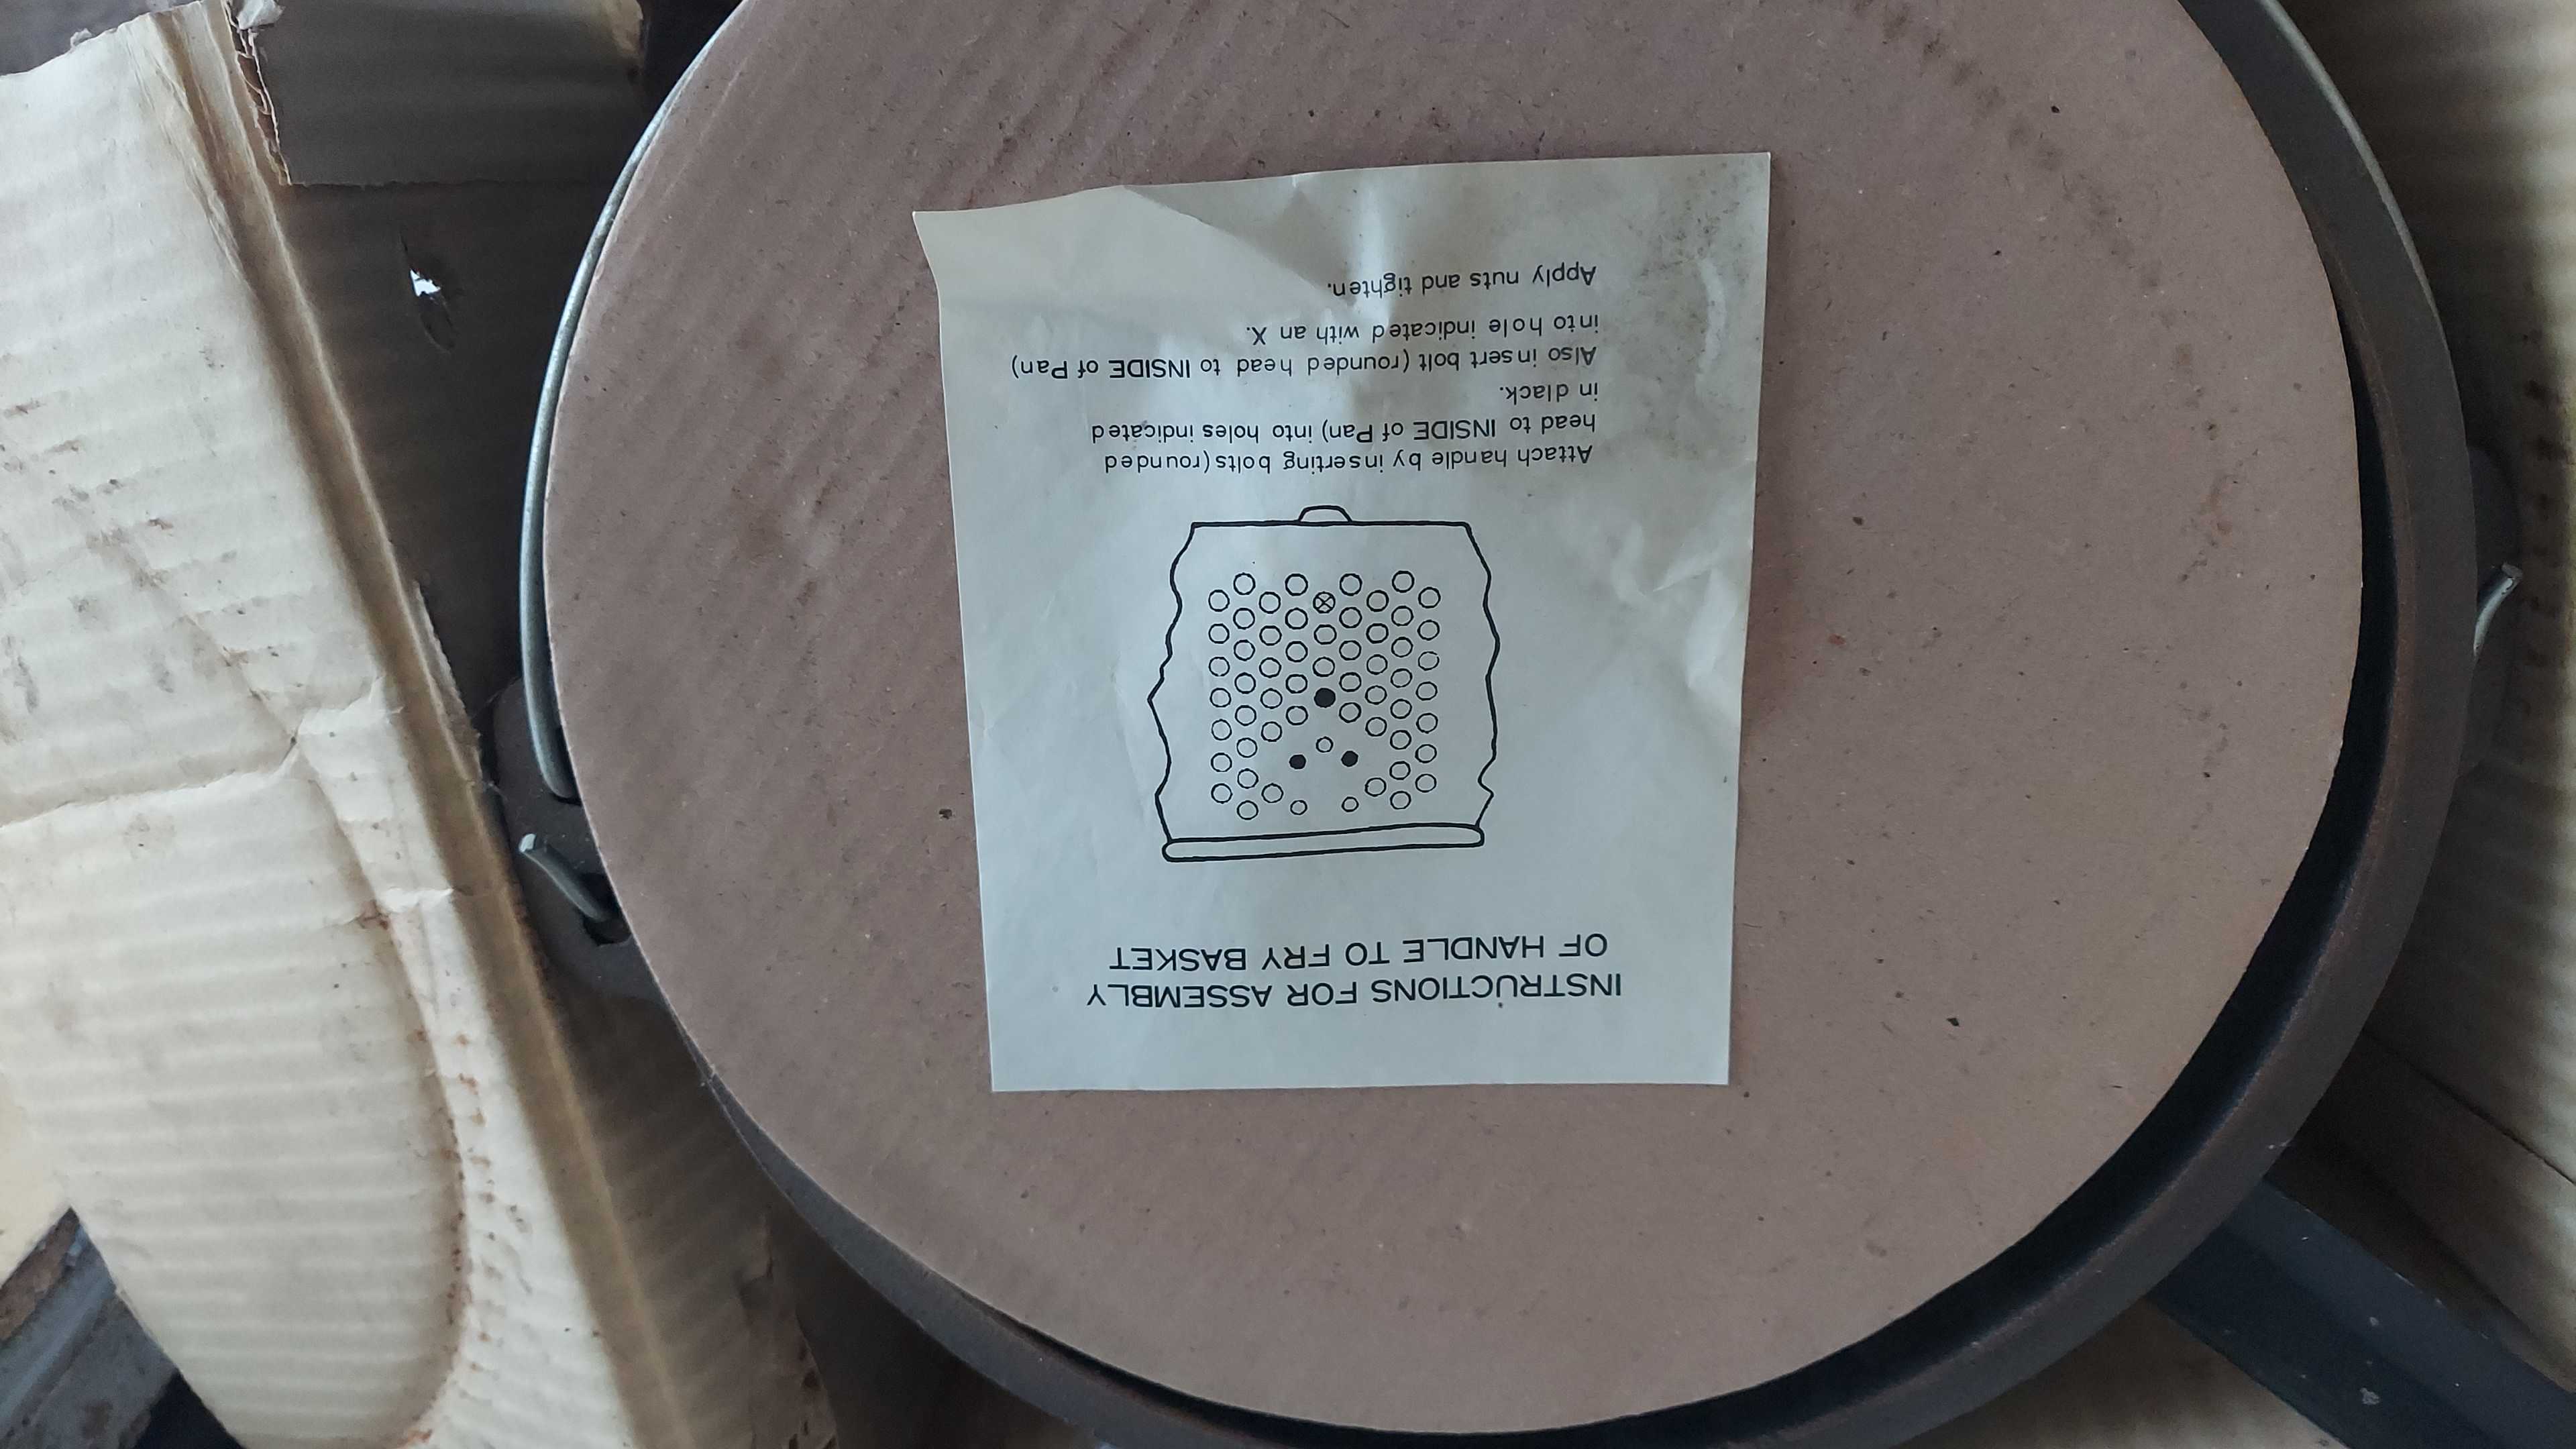 INSTRUCTIONS FOR ASSEMBLY
OF HANDLE TO FRY BASKET
Attach handle by inserting bolts (rounded
head to INSIDE of Pan) into holes indicated
in dlack.
Also insert bolt (rounded head to INSIDE of Pan)
into hole indicated with an X.
Apply nuts and tighten.